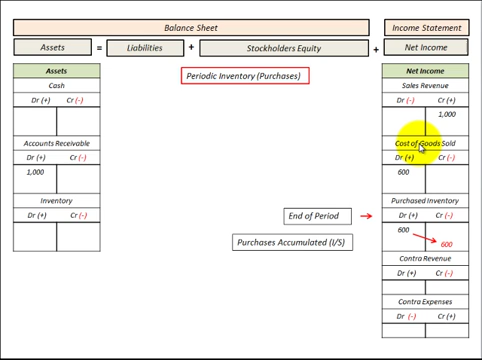 Balance Sheet
Income Statement
Assets = Liabilities + Stockholders Equity + Net Income
Periodic Inventory (Purchases)
Assets
Cash
Dr (+) Cr (-)
Accounts Receivable
Dr (+) Cr (-)
1,000
Inventory
Dr (+) Cr (-)
End of Period
Purchases Accumulated (I/S)
Net Income
Sales Revenue
Dr (-) Cr (+)
1,000
Cost of Goods Sold
Dr (+) Cr (-)
600
Purchased Inventory
Dr (+) Cr (-)
600
600
Contra Revenue
Dr (+) Cr (-)
Contra Expenses
Dr (-) Cr (+)